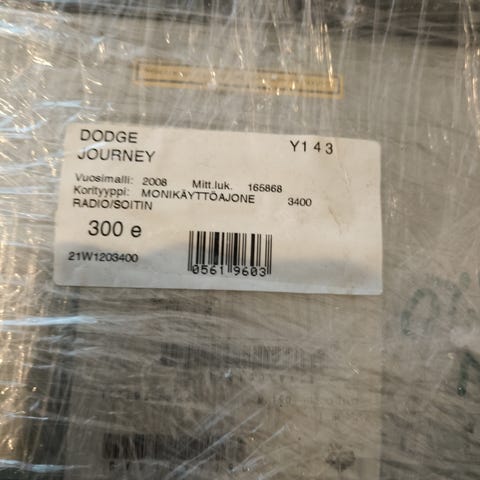 DODGE
JOURNEY
Y143
Vuosimalli: 2008 Mitt.luk. 165868
Korityyppi: MONIKÄYTTÖAJONE 3400
RADIO/SOITIN
300 e
21W1203400
0561 9603